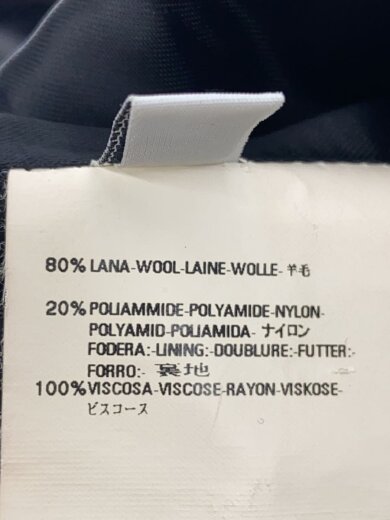 80% LANA-WOOL-LAINE-WOLLE-羊毛
20% POLIAMMIDE-POLYAMIDE-NYLON-
POLYAMID-POLIAMIDA-ナイロン
FODERA:-LINING:-DOUBLURE:-FUTTER:-
FORRO:- 裏地
100% VISCOSA-VISCOSE-RAYON-VISKOSE-
ビスコース